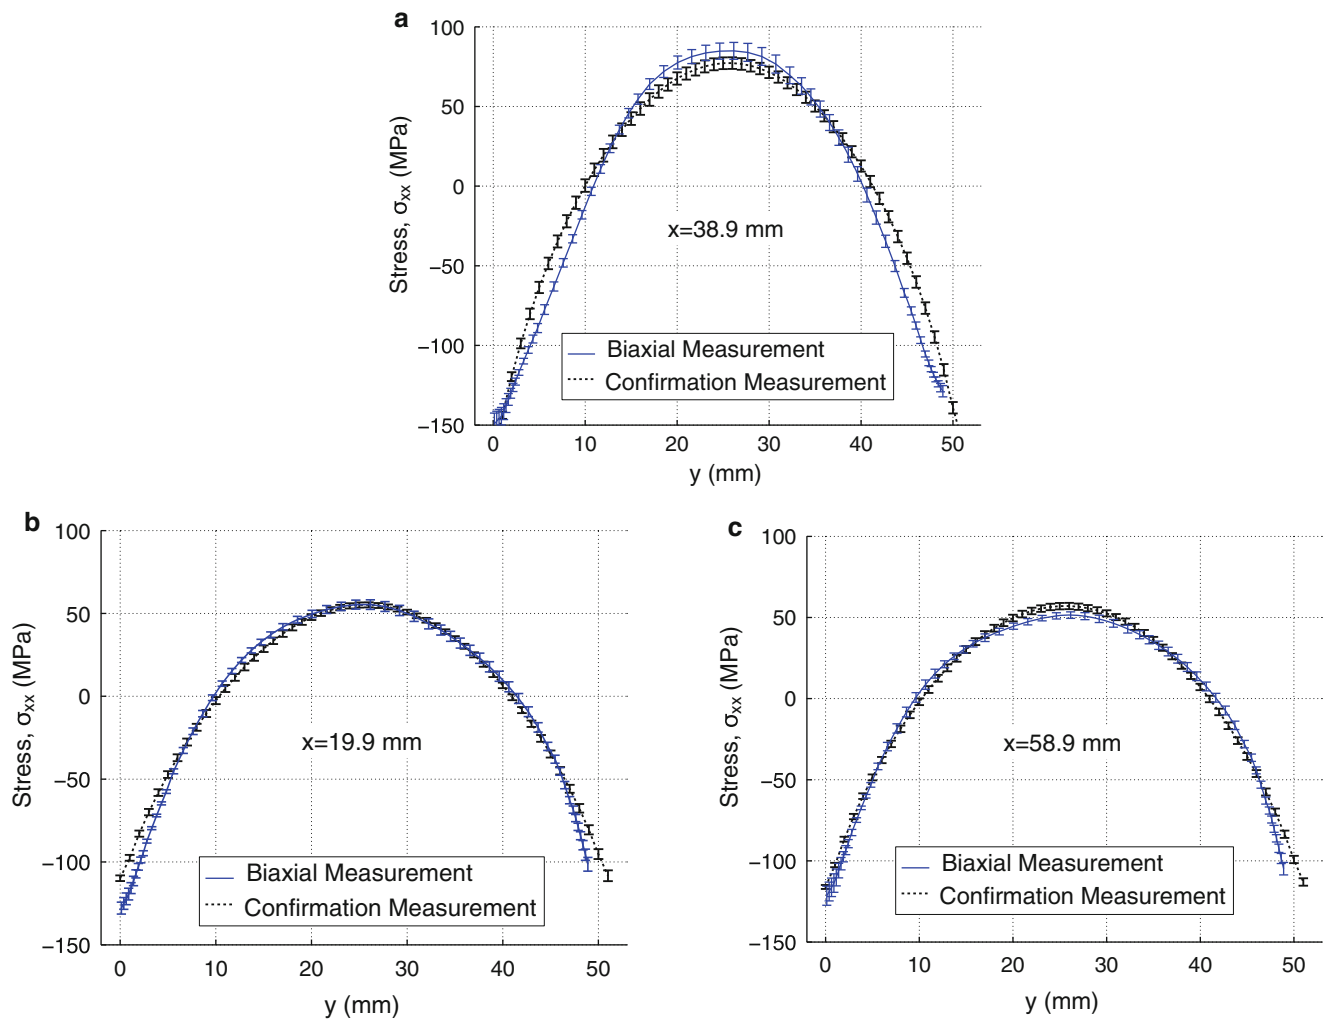 a
100
50
0
−50
−100
−150
Stress, σxx (MPa)
x=38.9 mm
Biaxial Measurement
Confirmation Measurement
0 10 20 30 40 50
y (mm)
b
100
50
0
−50
−100
−150
Stress, σxx (MPa)
x=19.9 mm
Biaxial Measurement
Confirmation Measurement
0 10 20 30 40 50
y (mm)
c
100
50
0
−50
−100
−150
Stress, σxx (MPa)
x=58.9 mm
Biaxial Measurement
Confirmation Measurement
0 10 20 30 40 50
y (mm)